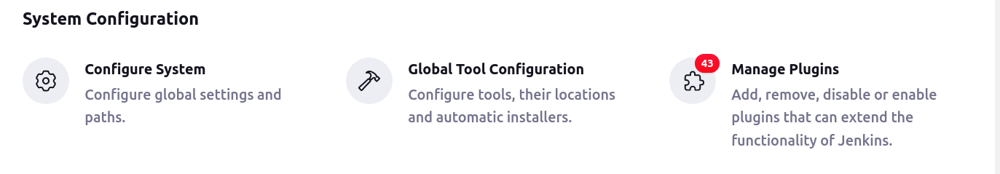 System Configuration
Configure System
Configure global settings and
paths.
Global Tool Configuration
Configure tools, their locations
and automatic installers.
43
Manage Plugins
Add, remove, disable or enable
plugins that can extend the
functionality of Jenkins.